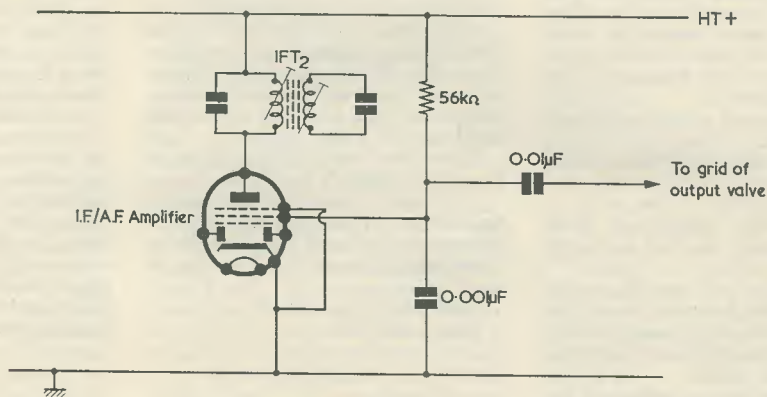 HT+
IFT2
56kΩ
0·01µF
To grid of
output valve
I.F./A.F. Amplifier
0·001µF